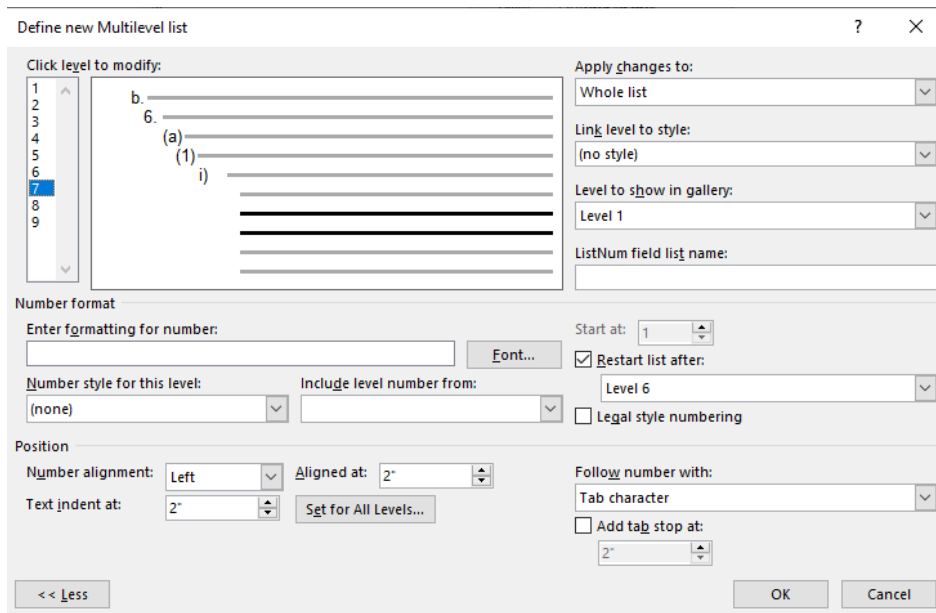 Define new Multilevel list
? ×
Click level to modify:
1
2
3
4
5
6
7
8
9
b.
6.
(a)
(1)
i)
Apply changes to:
Whole list
Link level to style:
(no style)
Level to show in gallery:
Level 1
ListNum field list name:
Number format
Enter formatting for number:
Font...
Number style for this level:
Include level number from:
(none)
Start at: 1
Restart list after:
Level 6
Legal style numbering
Position
Number alignment: Left Aligned at: 2"
Text indent at: 2" Set for All Levels...
Follow number with:
Tab character
Add tab stop at:
2"
<< Less
OK Cancel